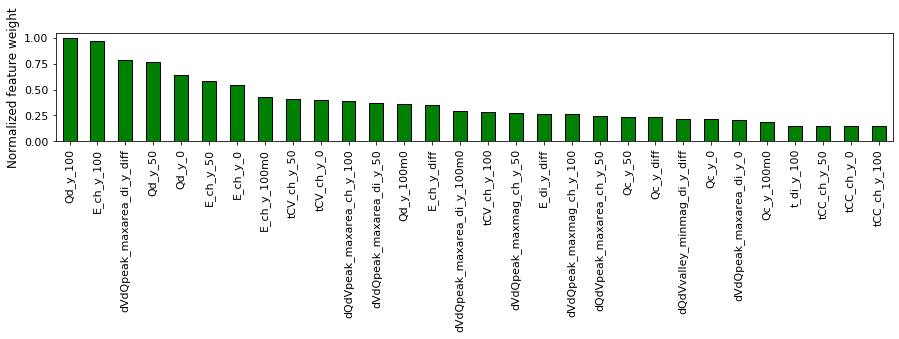 Normalized feature weight
1.00
0.75
0.50
0.25
0.00
Qd_y_100
E_ch_y_100
dVdQpeak_maxarea_di_y_diff
Qd_y_50
Qd_y_0
E_ch_y_50
E_ch_y_0
E_ch_y_100m0
tCV_ch_y_50
tCV_ch_y_0
dQdVpeak_maxarea_ch_y_100
dVdQpeak_maxarea_di_y_50
Qd_y_100m0
E_ch_y_diff
dVdQpeak_maxarea_di_y_100m0
tCV_ch_y_100
dVdQpeak_maxmag_ch_y_50
E_di_y_diff
dVdQpeak_maxmag_ch_y_100
dQdVpeak_maxarea_ch_y_50
Qc_y_50
Qc_y_diff
dQdVvalley_minmag_di_y_diff
Qc_y_0
dVdQpeak_maxarea_di_y_0
Qc_y_100m0
t_di_y_100
tCC_ch_y_50
tCC_ch_y_0
tCC_ch_y_100